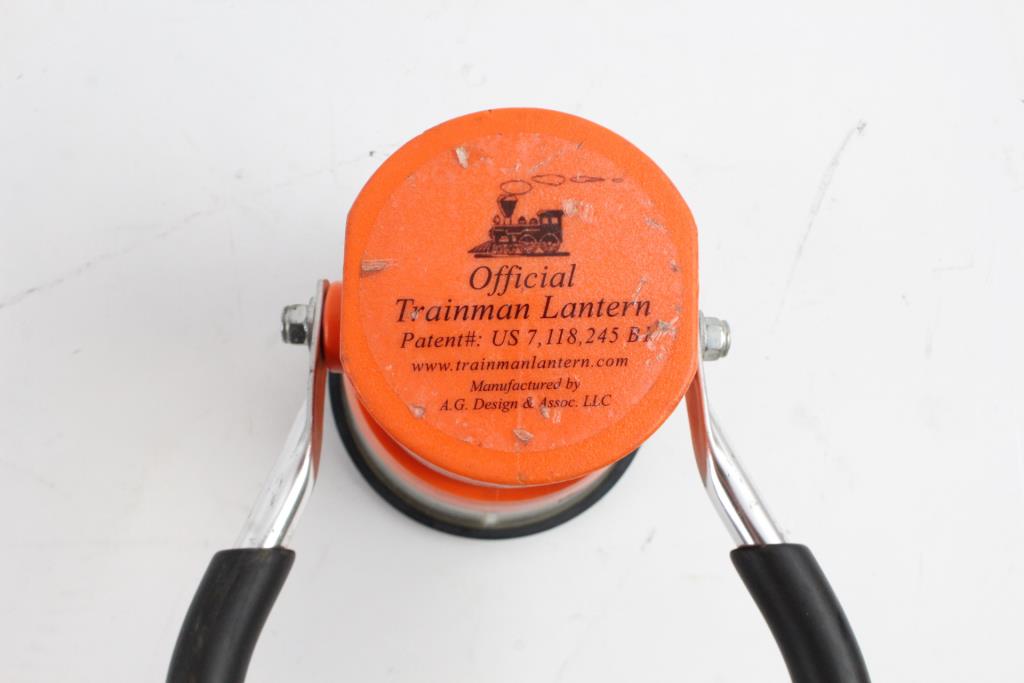 Official
Trainman Lantern
Patent#: US 7,118,245 B1
www.trainmanlantern.com
Manufactured by
A.G. Design & Assoc. LLC